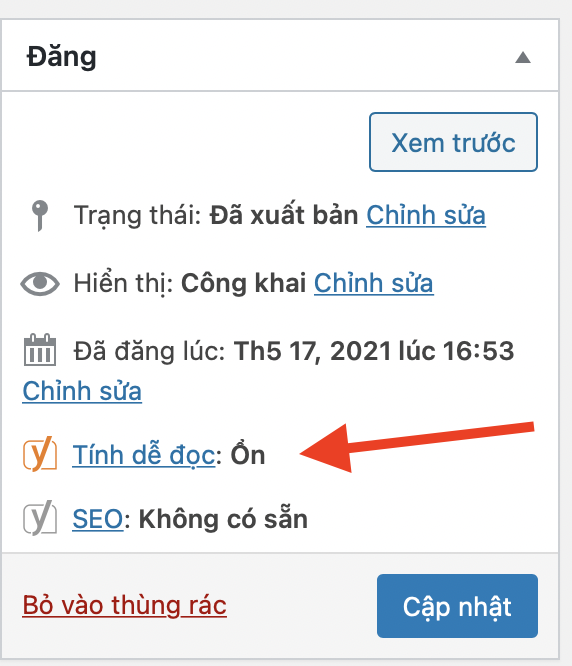 Đăng
Xem trước
Trạng thái: Đã xuất bản Chỉnh sửa
Hiển thị: Công khai Chỉnh sửa
Đã đăng lúc: Th5 17, 2021 lúc 16:53
Chỉnh sửa
Tính dễ đọc: Ổn
SEO: Không có sẵn
Bỏ vào thùng rác
Cập nhật